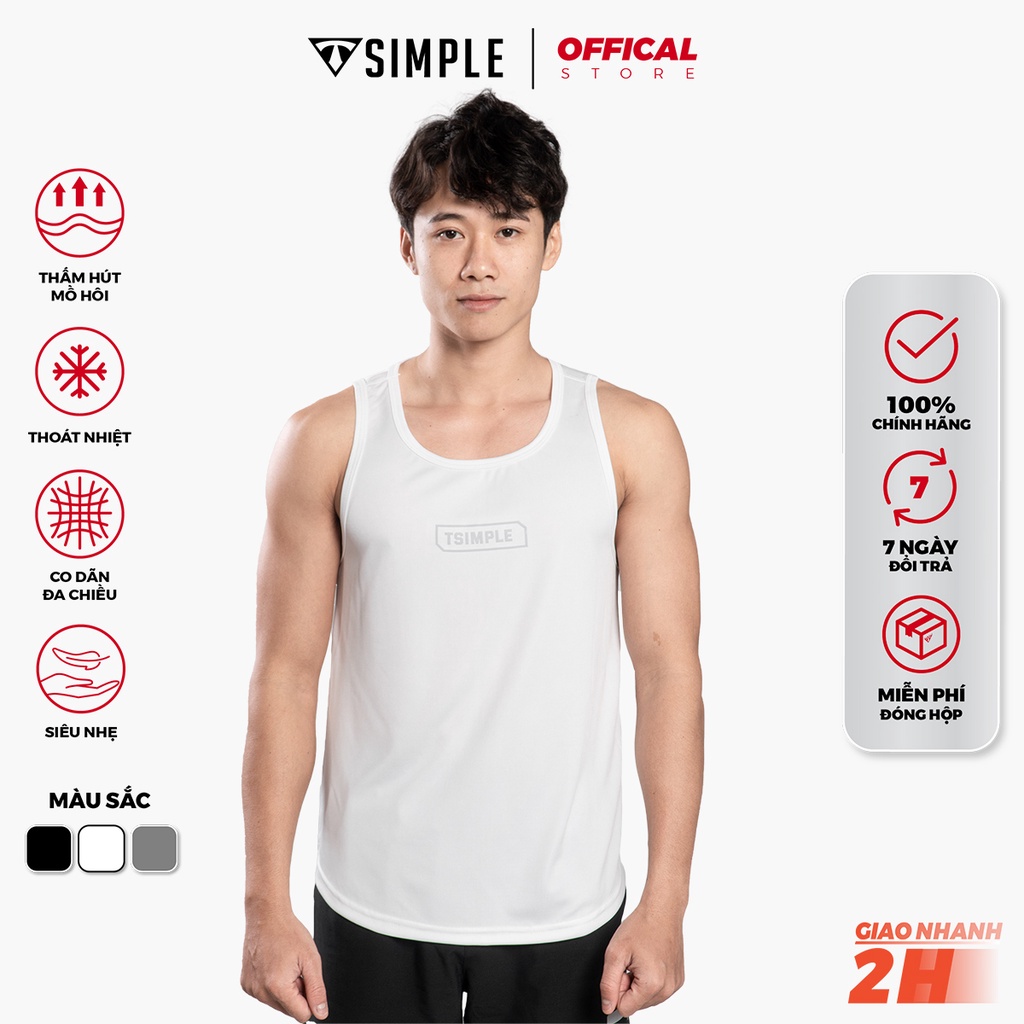 TSIMPLE
OFFICAL
STORE
THẤM HÚT
MỒ HÔI
THOÁT NHIỆT
CO DÃN
ĐA CHIỀU
SIÊU NHẸ
MÀU SẮC
TSIMPLE
100%
CHÍNH HÃNG
7
7 NGÀY
ĐỔI TRẢ
MIỄN PHÍ
ĐÓNG HỘP
GIAO NHANH
2H